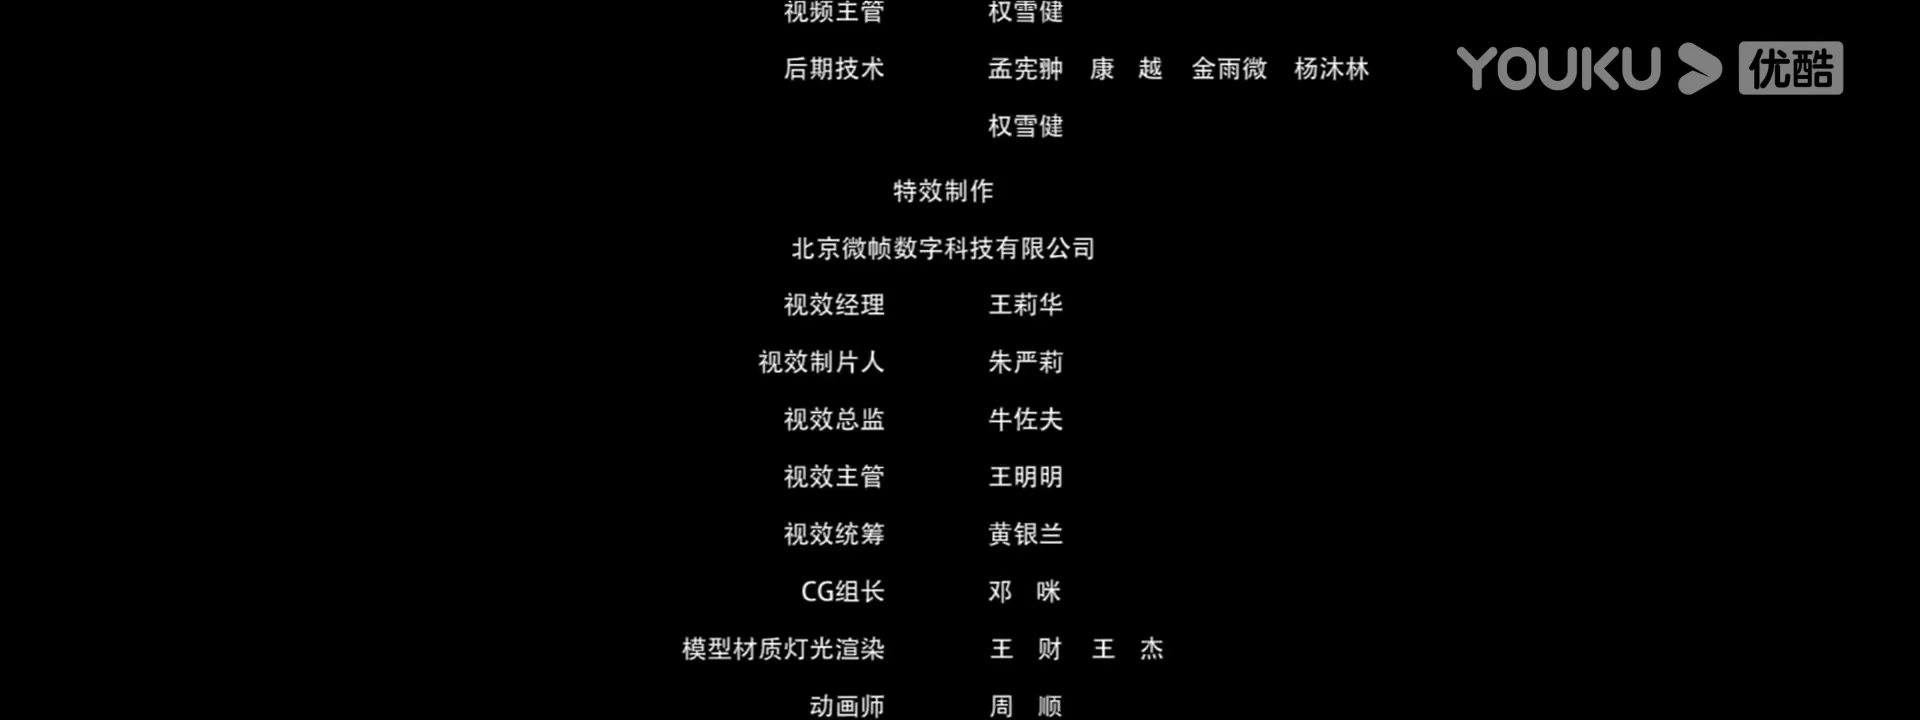 视频主管 权雪健
YOUKU 优酷
后期技术 孟宪翀 康 越 金雨微 杨沐林
权雪健
特效制作
北京微帧数字科技有限公司
视效经理 王莉华
视效制片人 朱严莉
视效总监 牛佐夫
视效主管 王明明
视效统筹 黄银兰
CG组长 邓 咪
模型材质灯光渲染 王 财 王 杰
动画师 周 顺